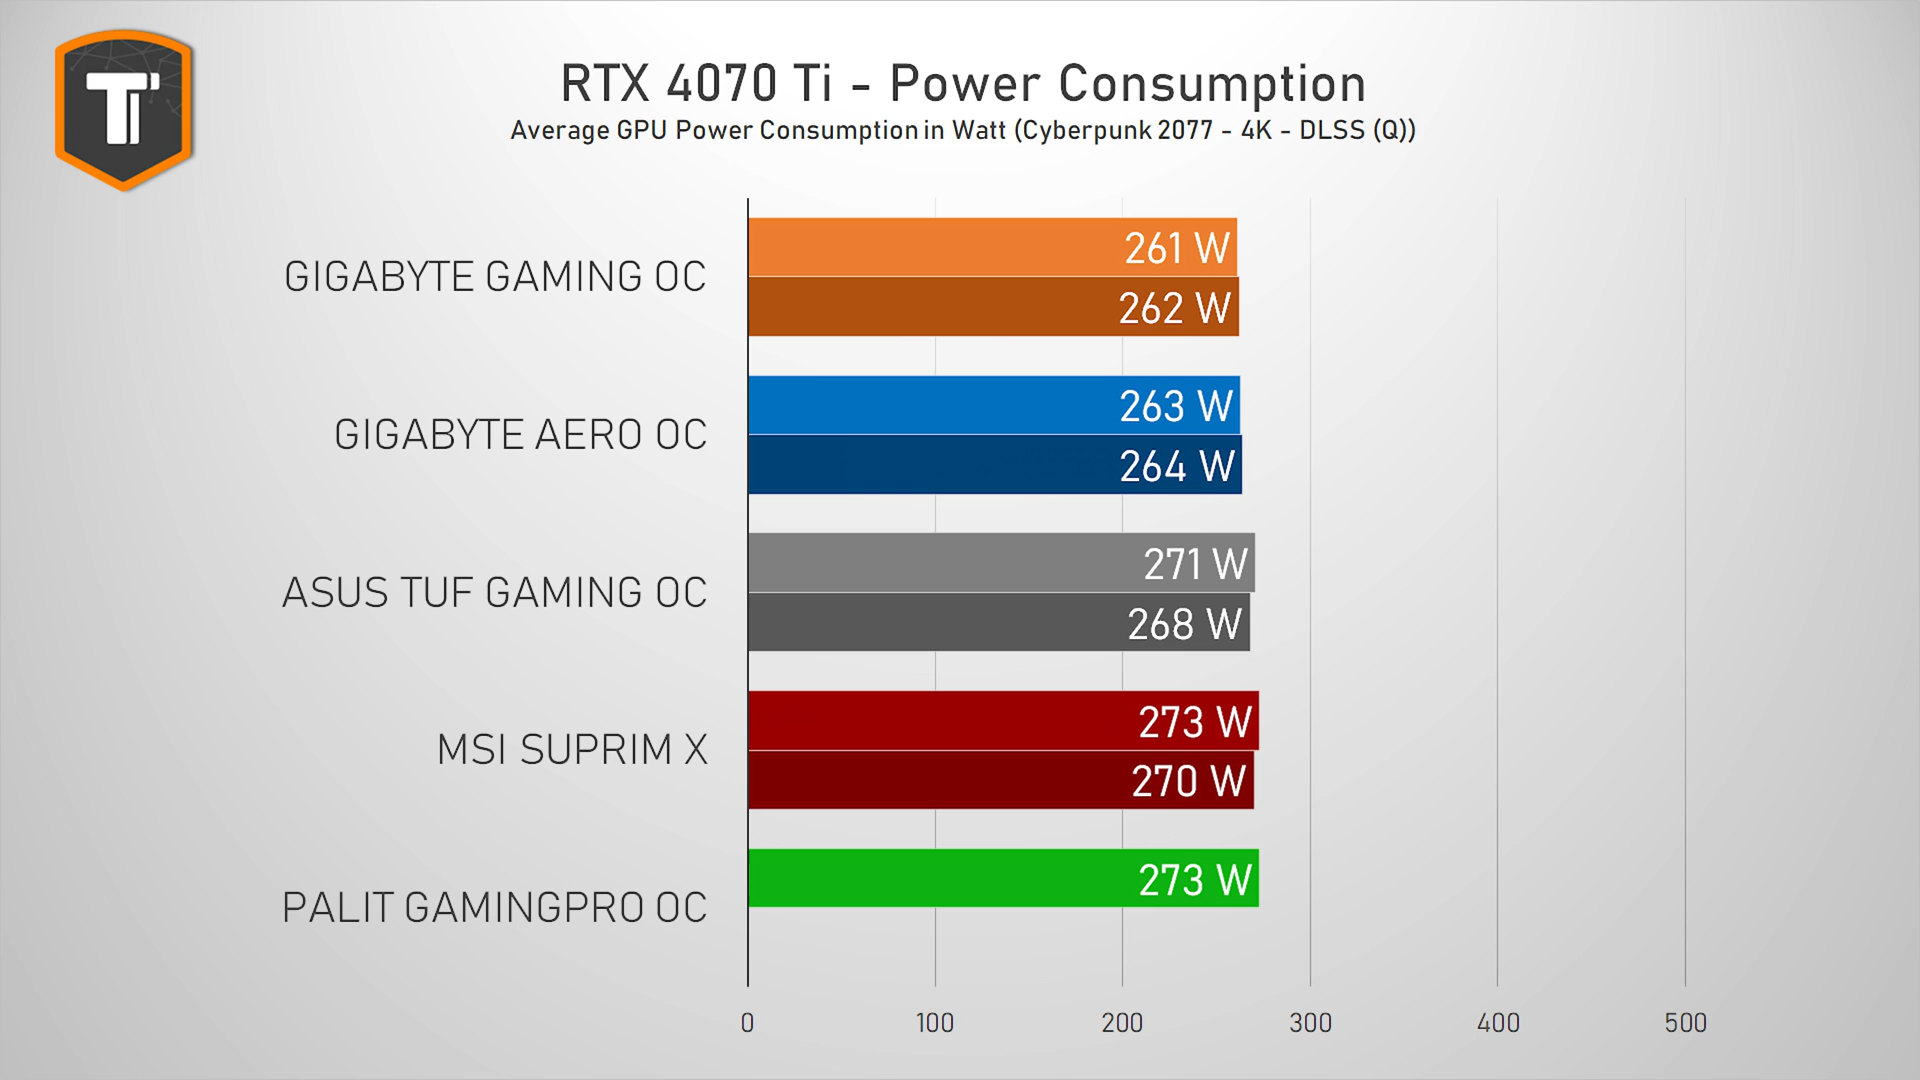 RTX 4070 Ti - Power Consumption
Average GPU Power Consumption in Watt (Cyberpunk 2077 - 4K - DLSS (Q))
GIGABYTE GAMING OC
261 W
262 W
GIGABYTE AERO OC
263 W
264 W
ASUS TUF GAMING OC
271 W
268 W
MSI SUPRIM X
273 W
270 W
PALIT GAMINGPRO OC
273 W
0 100 200 300 400 500